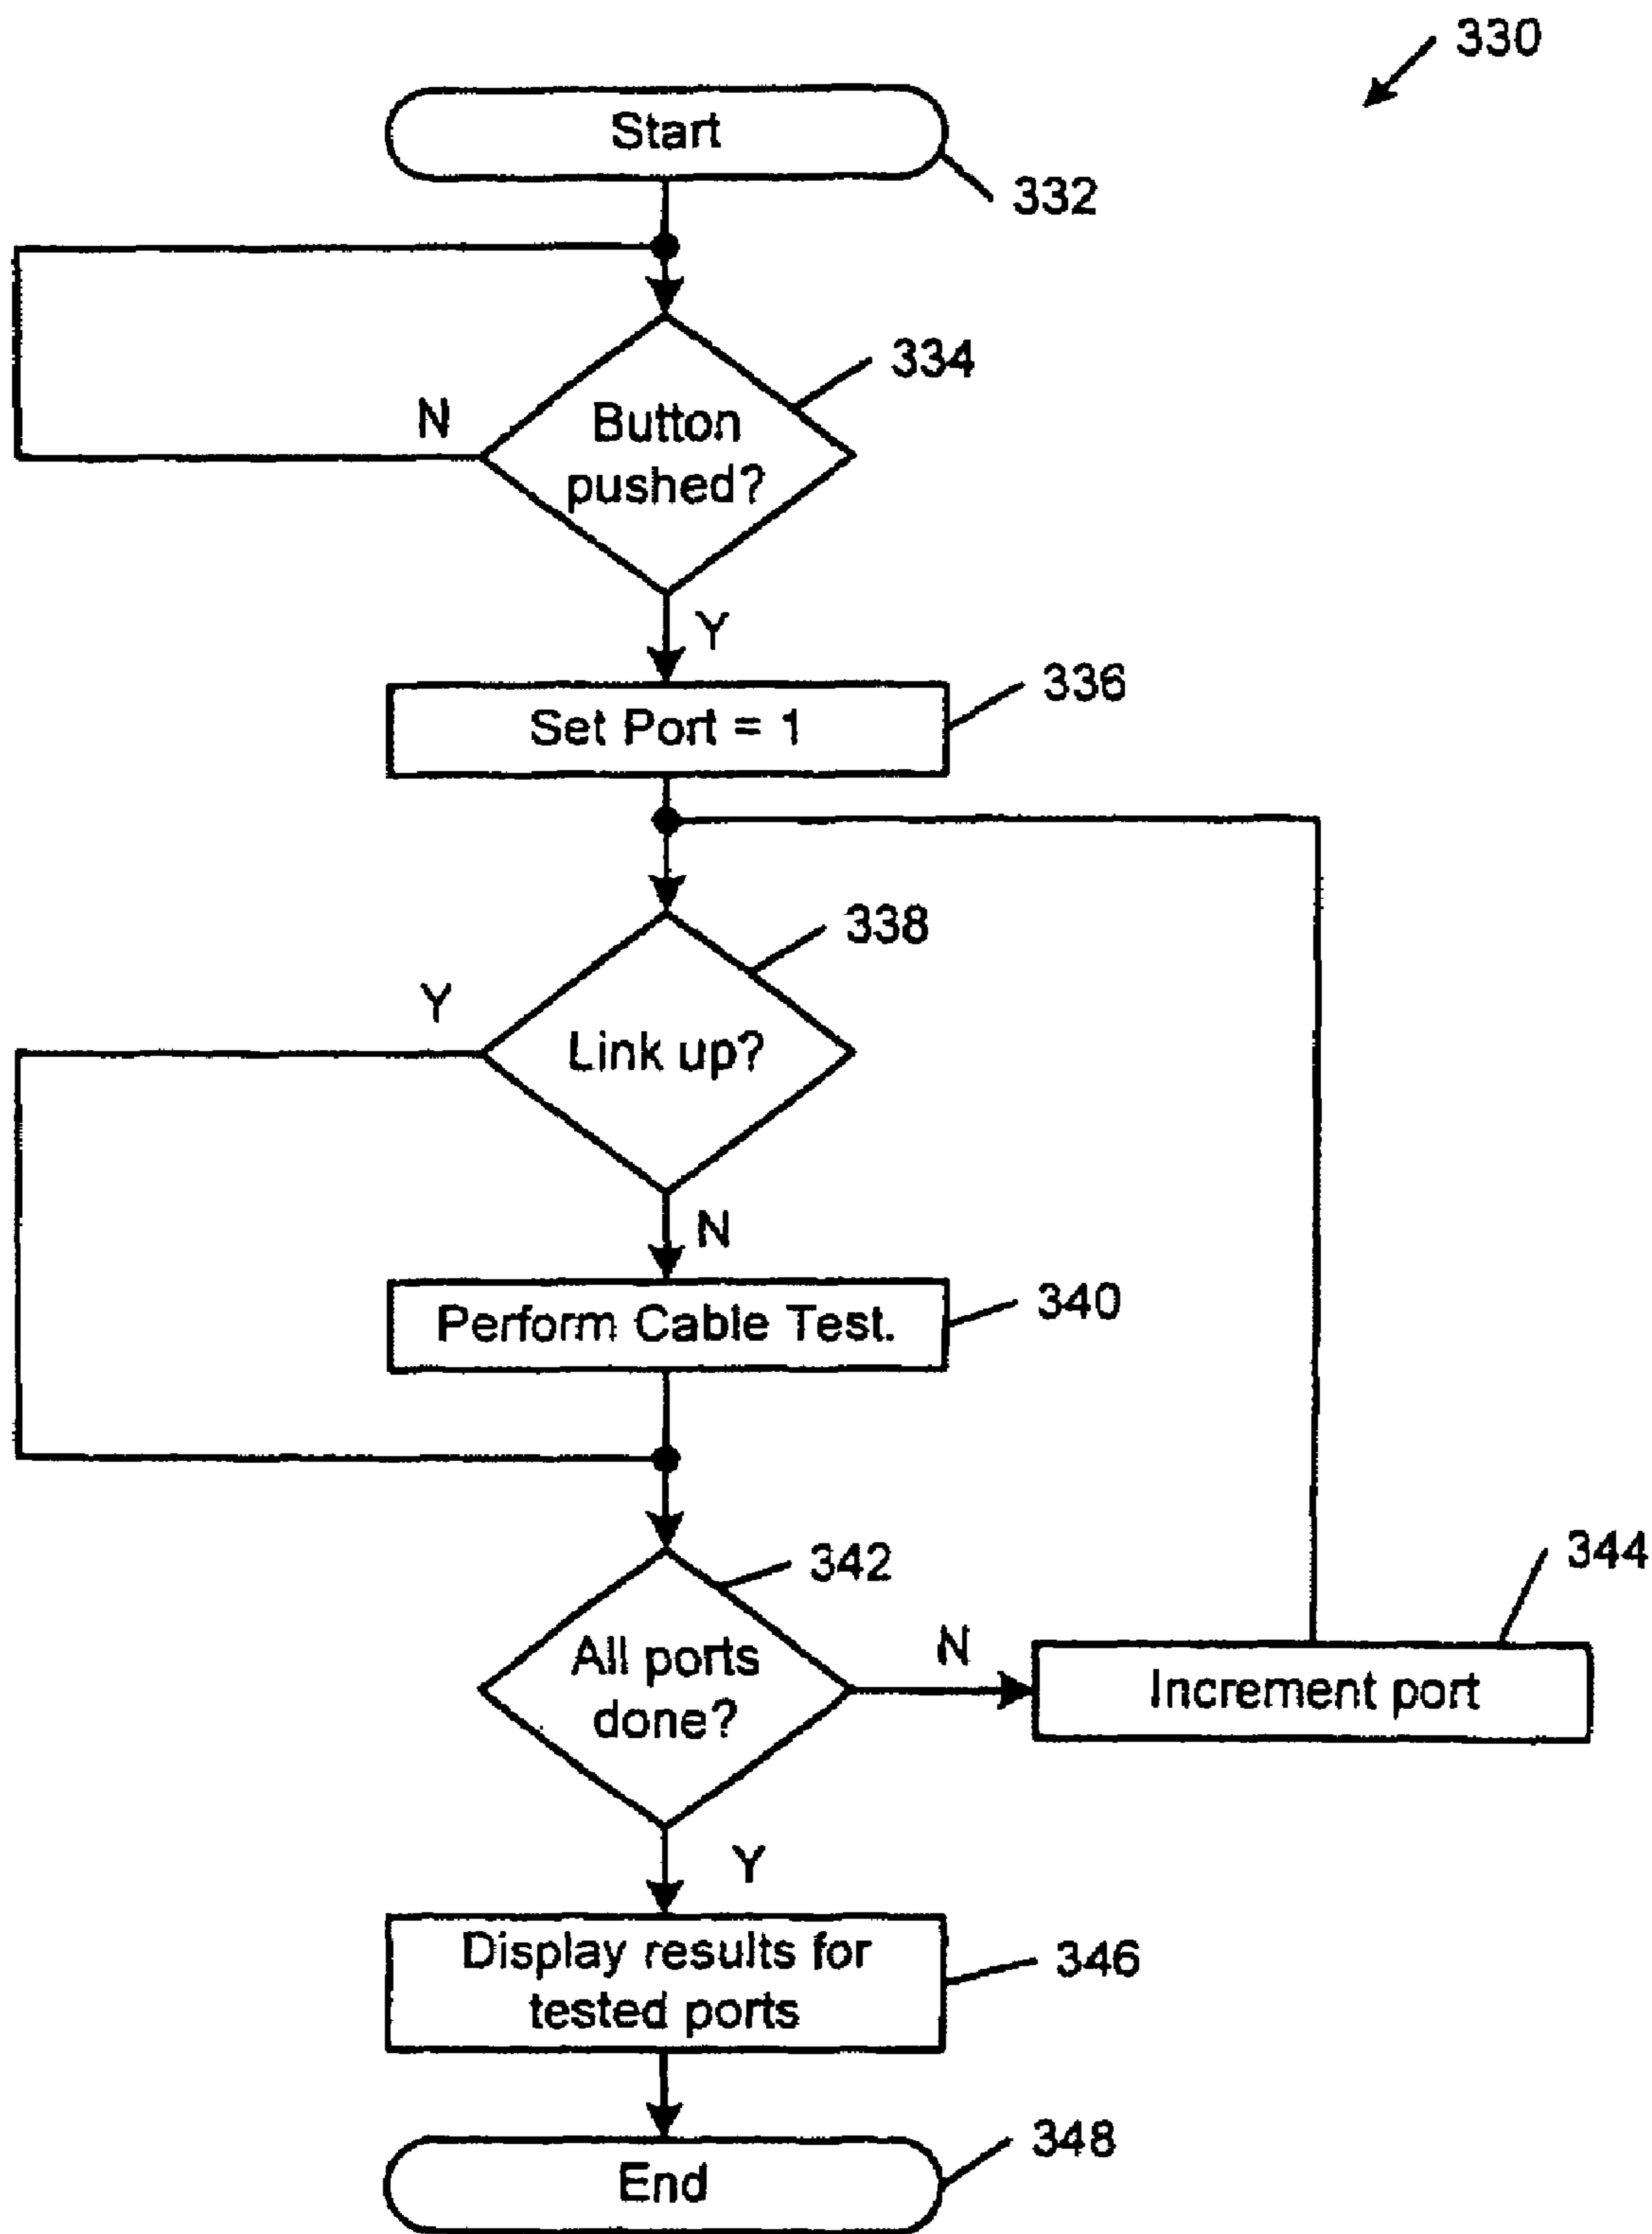 330
Start
332
334
N
Button
pushed?
Y
336
Set Port = 1
338
Y
Link up?
N
340
Perform Cable Test.
342
344
All ports
done?
N
Increment port
Y
Display results for
tested ports
346
348
End